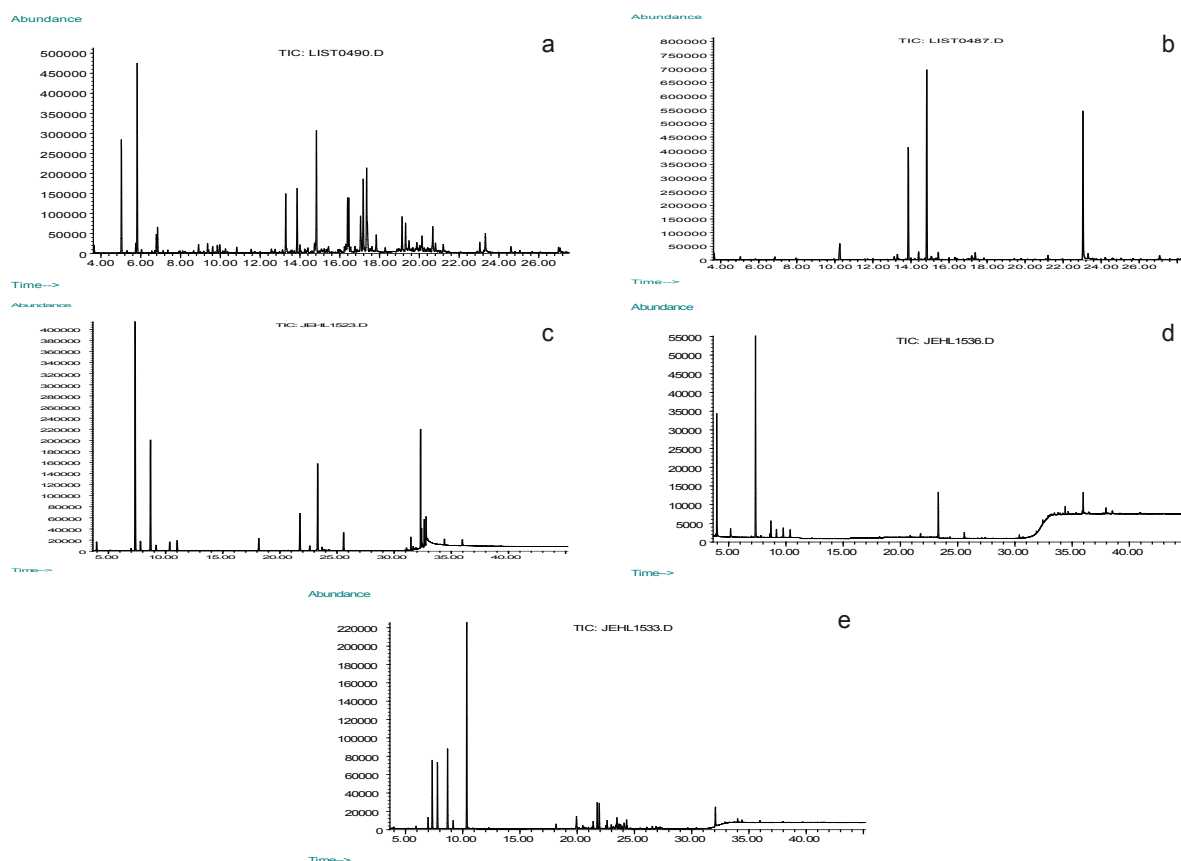 Abundance
a
TIC: LIST0490.D
500000
450000
400000
350000
300000
250000
200000
150000
100000
50000
0
4.00 6.00 8.00 10.00 12.00 14.00 16.00 18.00 20.00 22.00 24.00 26.00
Time-->
Abundance
b
TIC: LIST0487.D
800000
750000
700000
650000
600000
550000
500000
450000
400000
350000
300000
250000
200000
150000
100000
50000
0
4.00 6.00 8.00 10.00 12.00 14.00 16.00 18.00 20.00 22.00 24.00 26.00
Time-->
Abundance
c
TIC: JEHL1523.D
400000
380000
360000
340000
320000
300000
280000
260000
240000
220000
200000
180000
160000
140000
120000
100000
80000
60000
40000
20000
0
5.00 10.00 15.00 20.00 25.00 30.00 35.00 40.00
Time-->
Abundance
d
TIC: JEHL1536.D
55000
50000
45000
40000
35000
30000
25000
20000
15000
10000
5000
0
5.00 10.00 15.00 20.00 25.00 30.00 35.00 40.00
Time-->
Abundance
e
TIC: JEHL1533.D
220000
200000
180000
160000
140000
120000
100000
80000
60000
40000
20000
0
5.00 10.00 15.00 20.00 25.00 30.00 35.00 40.00
Time-->